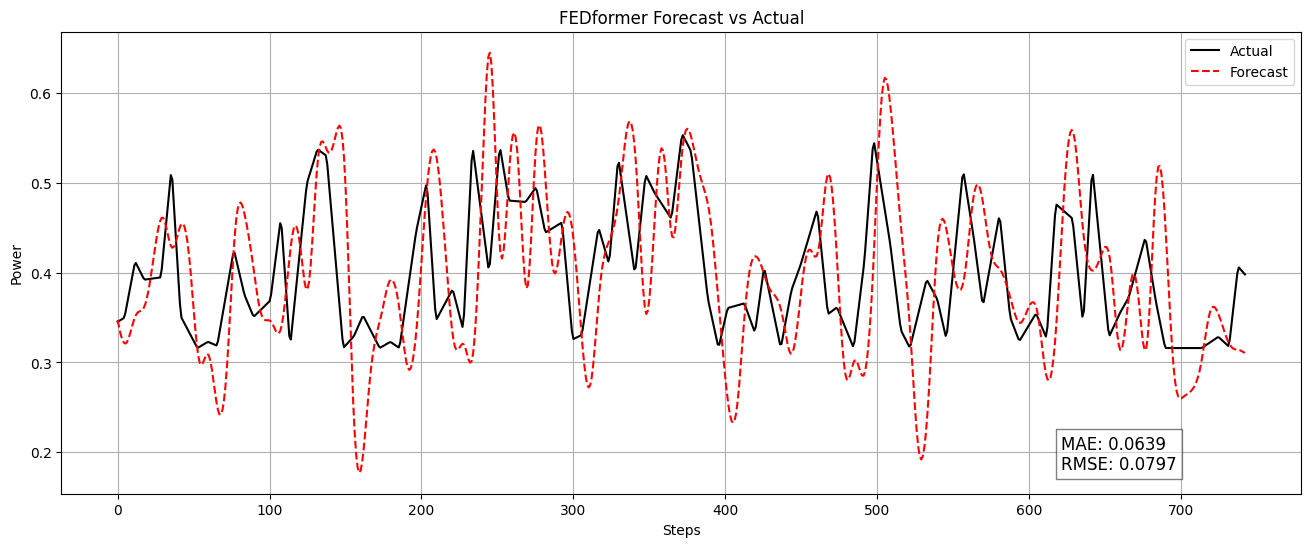 FEDformer Forecast vs Actual
Actual
Forecast
Power
0.6
0.5
0.4
0.3
0.2
MAE: 0.0639
RMSE: 0.0797
0 100 200 300 400 500 600 700
Steps